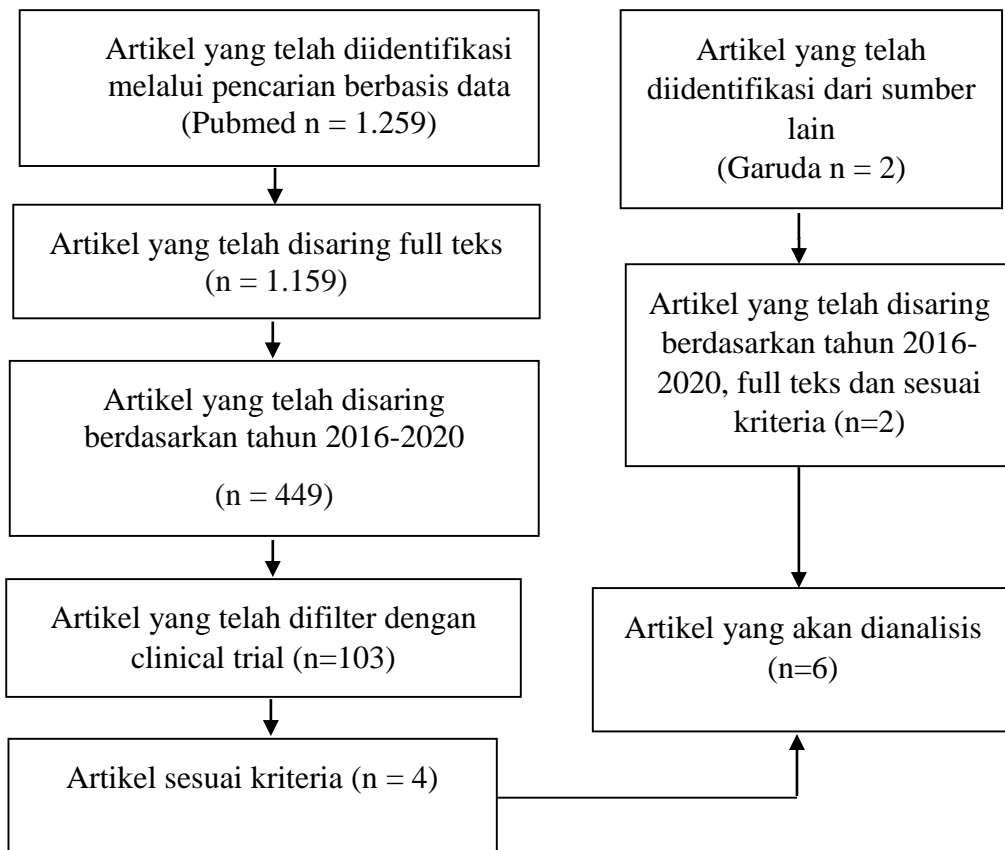 Artikel yang telah diidentifikasi
melalui pencarian berbasis data
(Pubmed n = 1.259)
Artikel yang telah disaring full teks
(n = 1.159)
Artikel yang telah disaring
berdasarkan tahun 2016-2020
(n = 449)
Artikel yang telah difilter dengan
clinical trial (n=103)
Artikel sesuai kriteria (n = 4)
Artikel yang telah
diidentifikasi dari sumber
lain
(Garuda n = 2)
Artikel yang telah disaring
berdasarkan tahun 2016-
2020, full teks dan sesuai
kriteria (n=2)
Artikel yang akan dianalisis
(n=6)